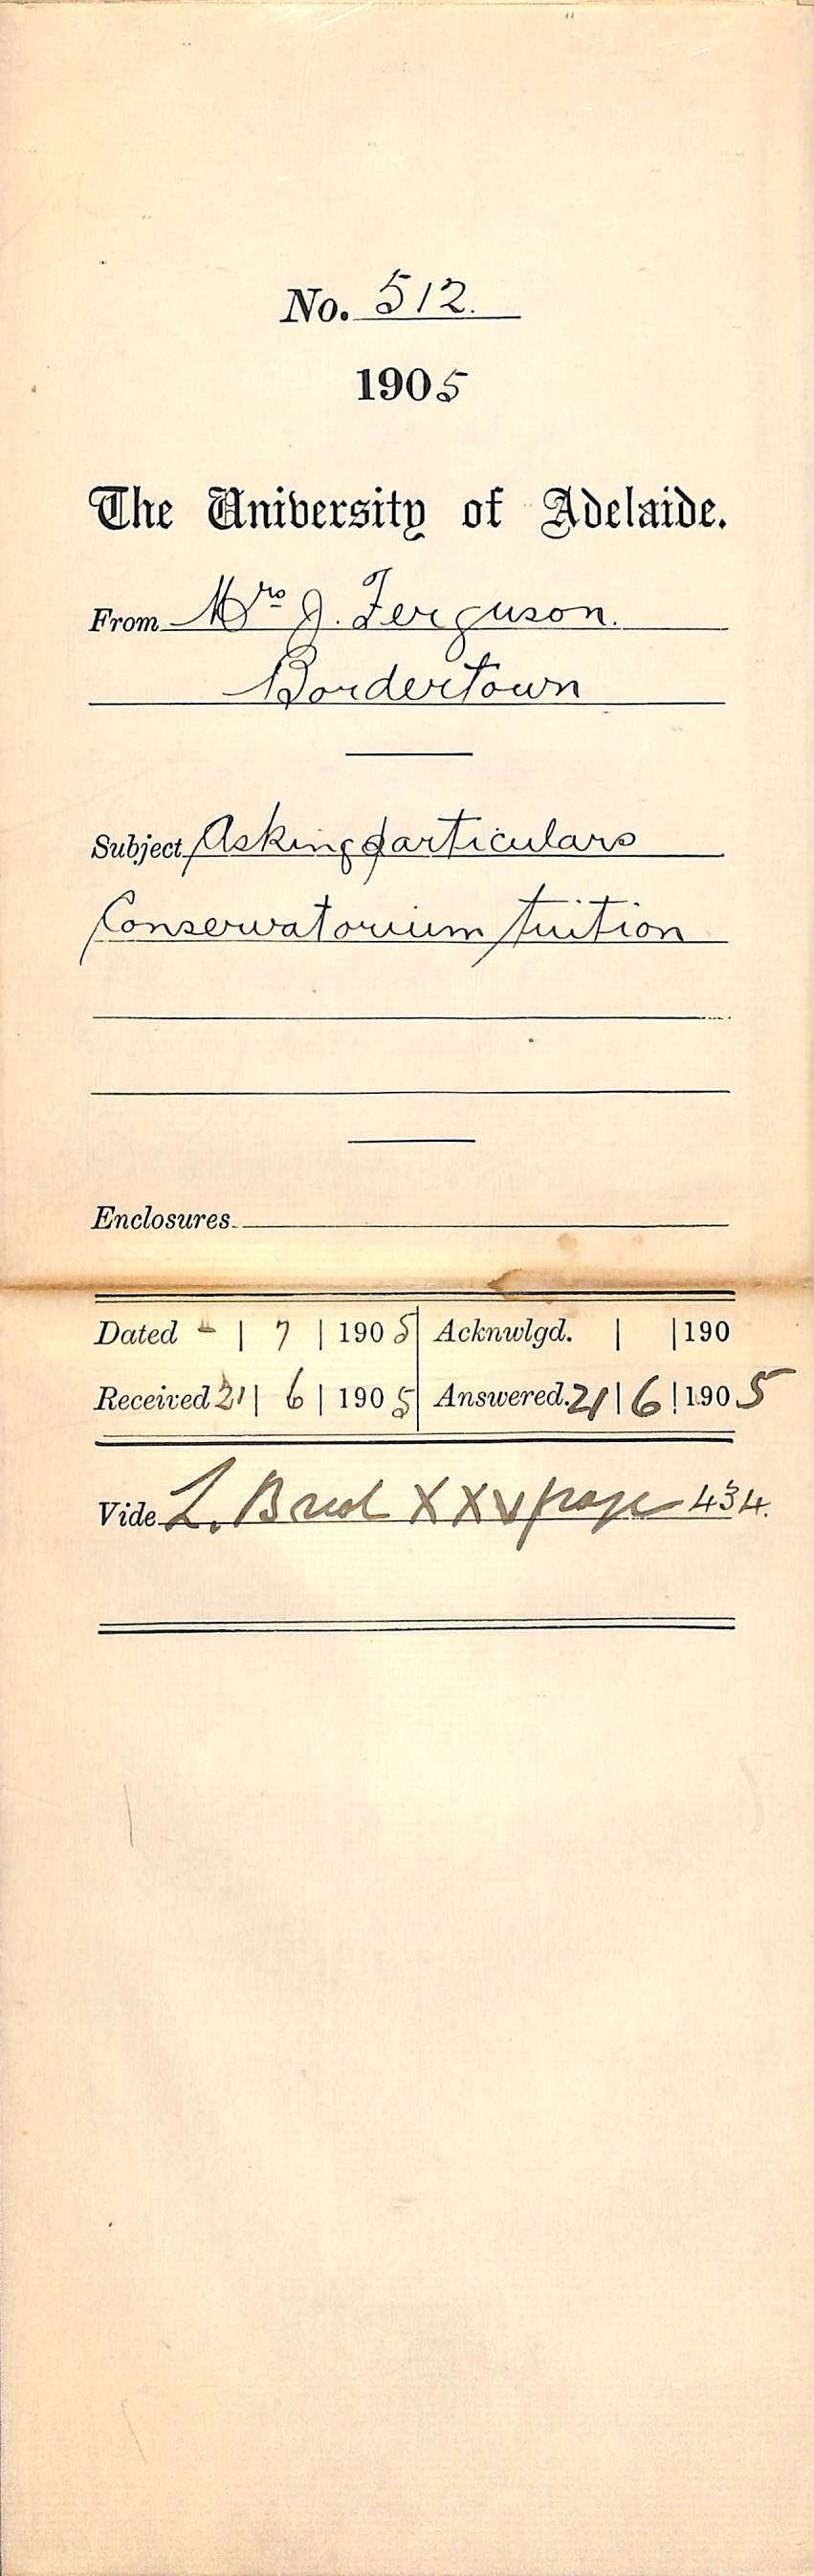 No. 512.
1905
The University of Adelaide.
From Mrs J. Ferguson.
Bordertown
Subject Asking particulars
Conservatorium tuition
Enclosures
Dated - | 7 | 1905 Acknwlgd. | | 190
Received 21 | 6 | 1905 Answered. 21 | 6 | 1905
Vide L. XXV page 434.